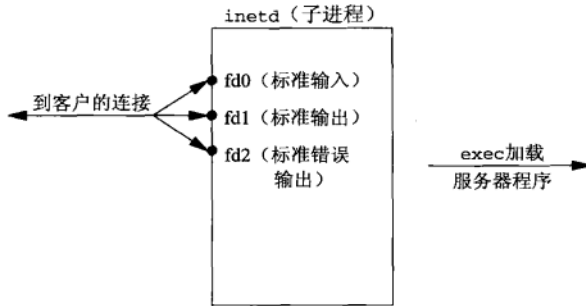 inetd（子进程）
fd0（标准输入）
到客户的连接
fd1（标准输出）
fd2（标准错误
输出）
exec加载
服务器程序